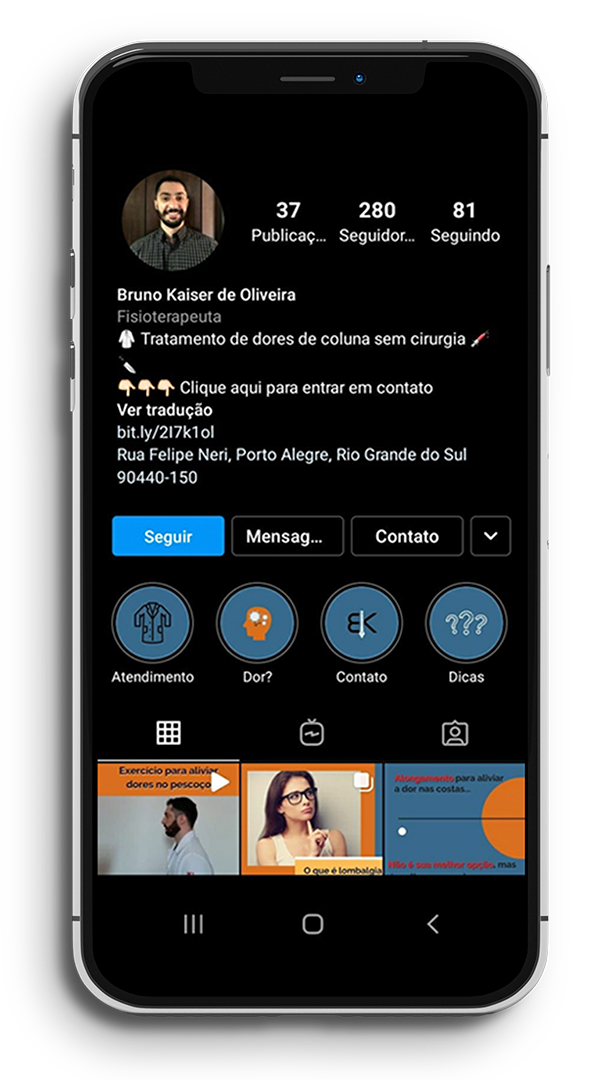 37 280 81
Publicaç... Seguidor... Seguindo
Bruno Kaiser de Oliveira
Fisioterapeuta
Tratamento de dores de coluna sem cirurgia
Clique aqui para entrar em contato
Ver tradução
bit.ly/2I7k1ol
Rua Felipe Neri, Porto Alegre, Rio Grande do Sul
90440-150
Seguir Mensag... Contato
???
Atendimento Dor? Contato Dicas
Exercício para aliviar
dores no pescoço
O que é lombalgia
Alongamento para aliviar
a dor nas costas...
Não é sua melhor opção, mas